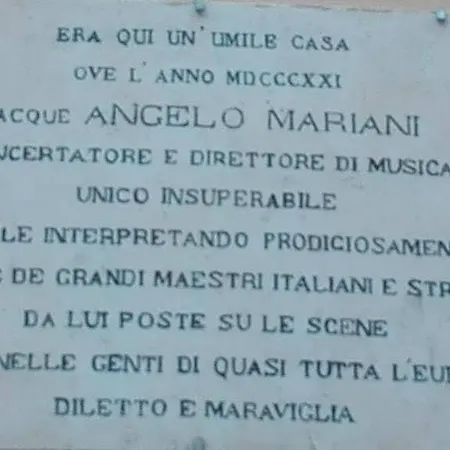 ERA QUI UN'UMILE CASA
OVE L'ANNO MDCCCXXI
ACQUE ANGELO MARIANI
NCERTATORE E DIRETTORE DI MUSICA
UNICO INSUPERABILE
LE INTERPRETANDO PRODIGIOSAMEN
E DE GRANDI MAESTRI ITALIANI E STR
DA LUI POSTE SU LE SCENE
NELLE GENTI DI QUASI TUTTA L'EU
DILETTO E MARAVIGLIA